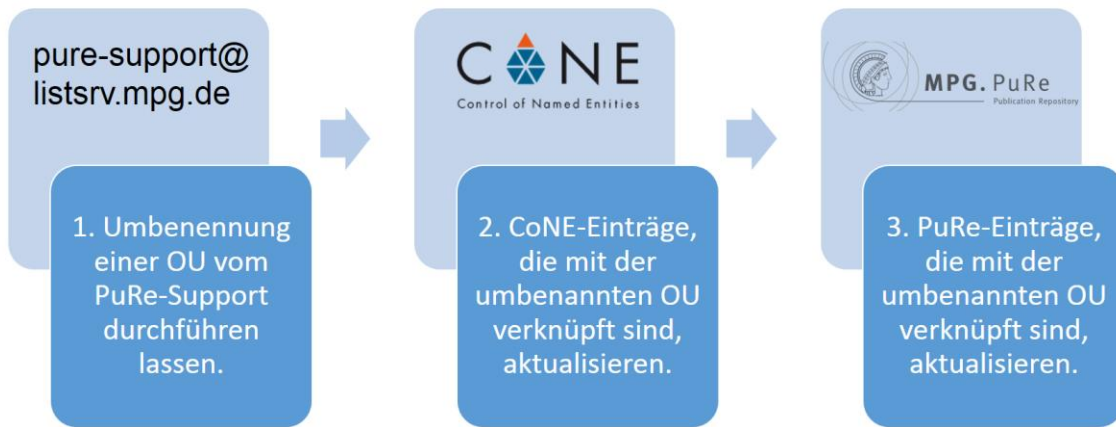 pure-support@
listsrv.mpg.de
1. Umbenennung
einer OU vom
PuRe-Support
durchführen
lassen.
CoNE
Control of Named Entities
2. CoNE-Einträge,
die mit der
umbenannten OU
verknüpft sind,
aktualisieren.
MPG. PuRe
Publication Repository
3. PuRe-Einträge,
die mit der
umbenannten OU
verknüpft sind,
aktualisieren.